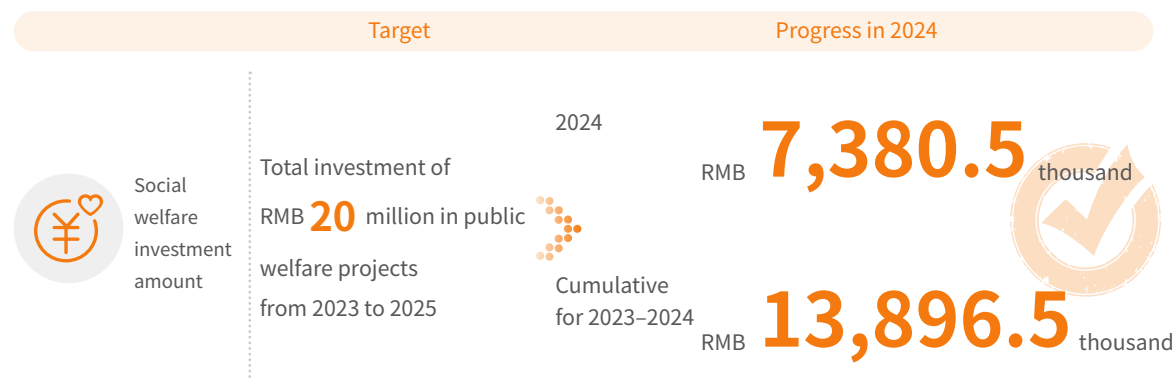 Target
Progress in 2024
Social
welfare
investment
amount
Total investment of
RMB 20 million in public
welfare projects
from 2023 to 2025
2024
RMB 7,380.5 thousand
Cumulative
for 2023–2024
RMB 13,896.5 thousand